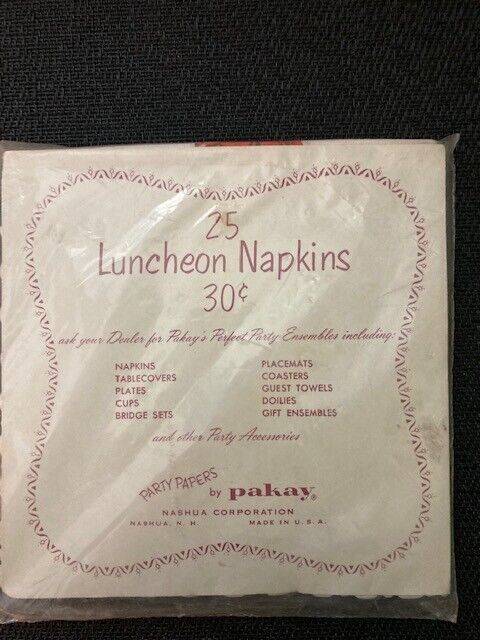 25
Luncheon Napkins
30¢
ask your Dealer for Pakay's Perfect Party Ensembles including:
NAPKINS PLACEMATS
TABLECOVERS COASTERS
PLATES GUEST TOWELS
CUPS DOILIES
BRIDGE SETS GIFT ENSEMBLES
and other Party Accessories
PARTY PAPERS by pakay®
NASHUA CORPORATION
NASHUA, N. H. MADE IN U. S. A.